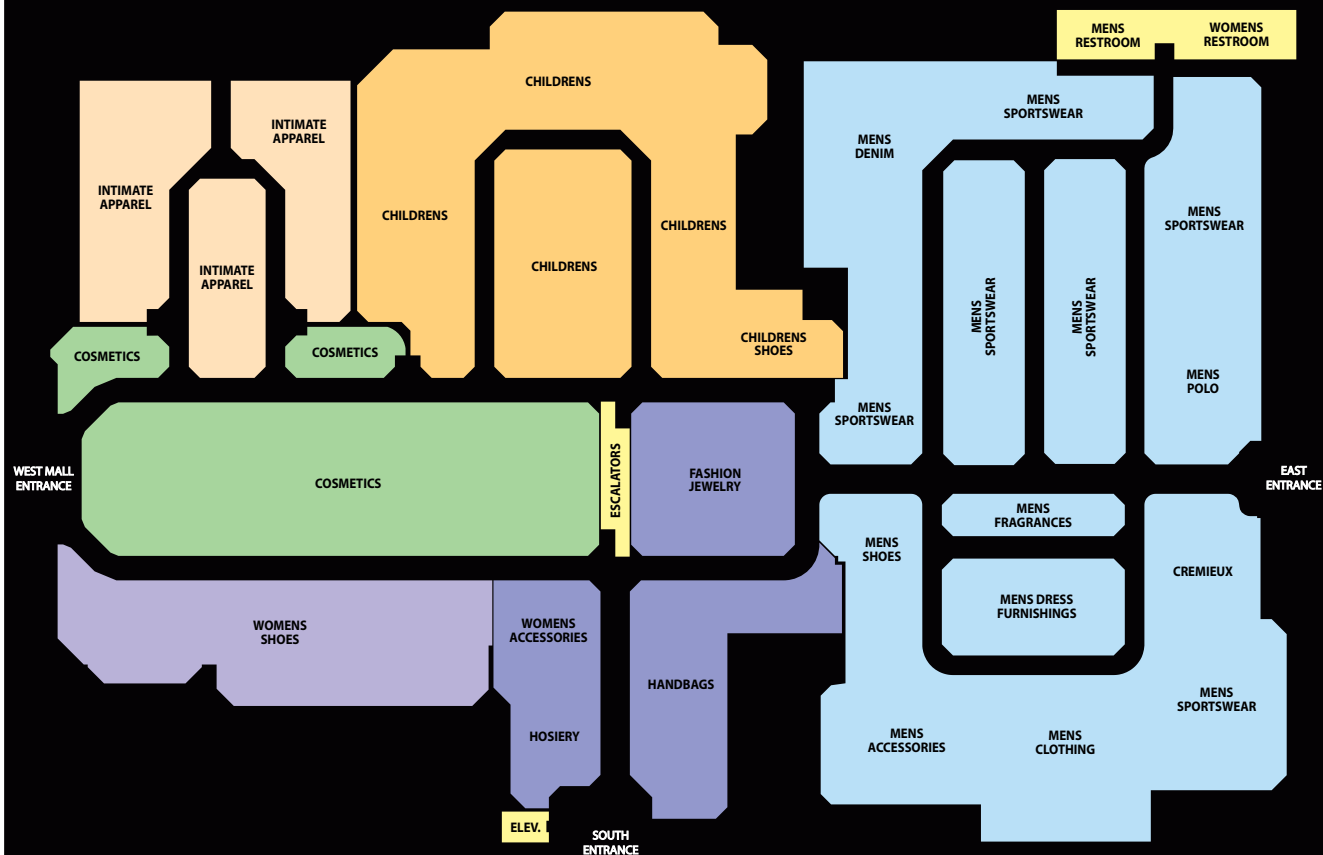 MENS
RESTROOM
WOMENS
RESTROOM
CHILDRENS
MENS
SPORTSWEAR
INTIMATE
APPAREL
MENS
DENIM
INTIMATE
APPAREL
CHILDRENS
CHILDRENS
MENS
SPORTSWEAR
INTIMATE
APPAREL
CHILDRENS
MENS
SPORTSWEAR
MENS
SPORTSWEAR
CHILDRENS
SHOES
COSMETICS
COSMETICS
MENS
POLO
MENS
SPORTSWEAR
WEST MALL
ENTRANCE
COSMETICS
ESCALATORS
FASHION
JEWELRY
EAST
ENTRANCE
MENS
FRAGRANCES
MENS
SHOES
CREMIEUX
MENS DRESS
FURNISHINGS
WOMENS
SHOES
WOMENS
ACCESSORIES
HANDBAGS
MENS
SPORTSWEAR
HOSIERY
MENS
ACCESSORIES
MENS
CLOTHING
ELEV.
SOUTH
ENTRANCE